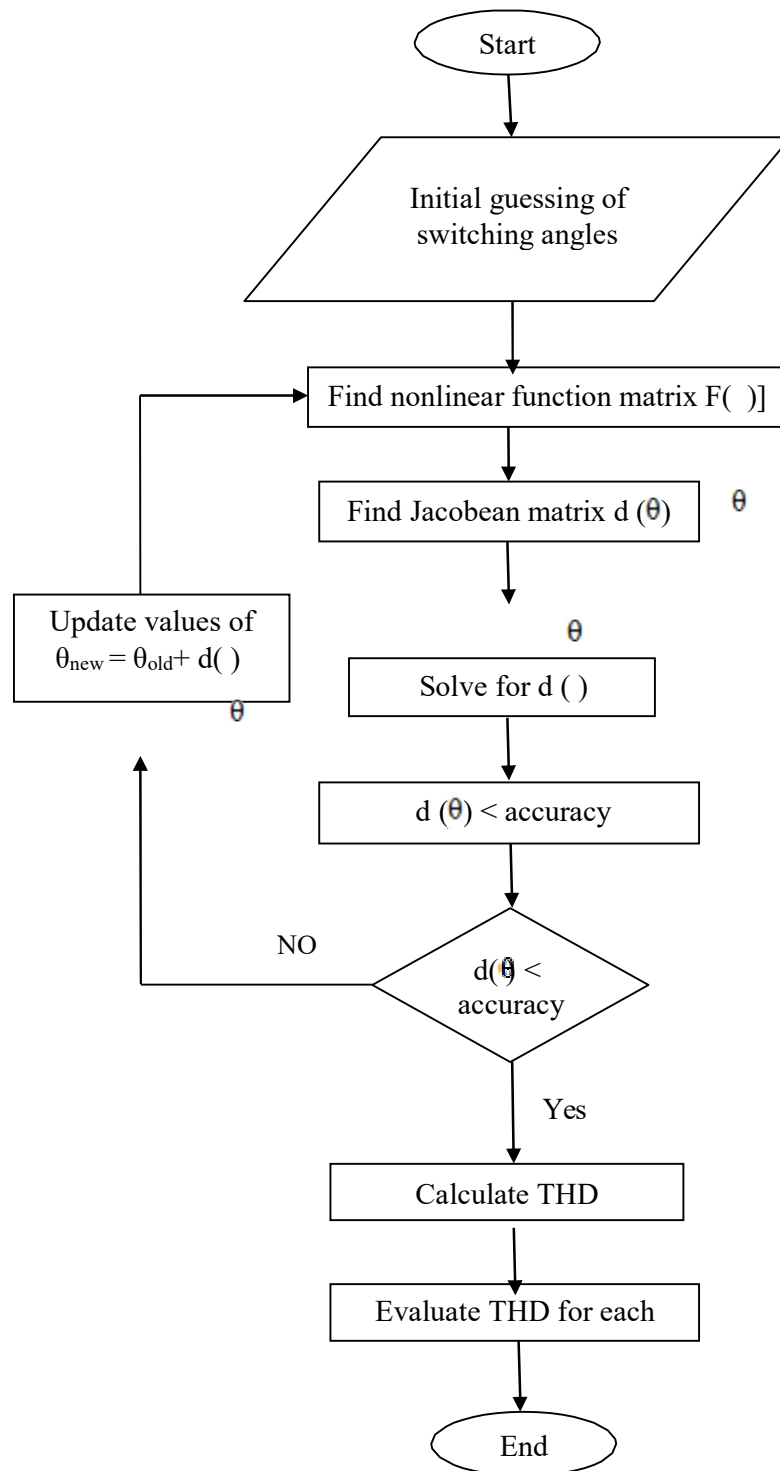 Start
Initial guessing of
switching angles
Find nonlinear function matrix F( )]
Find Jacobean matrix d (θ)
θ
Update values of
θnew = θold+ d( )
θ
θ
Solve for d ( )
d (θ) < accuracy
NO
d(θ) <
accuracy
Yes
Calculate THD
Evaluate THD for each
End